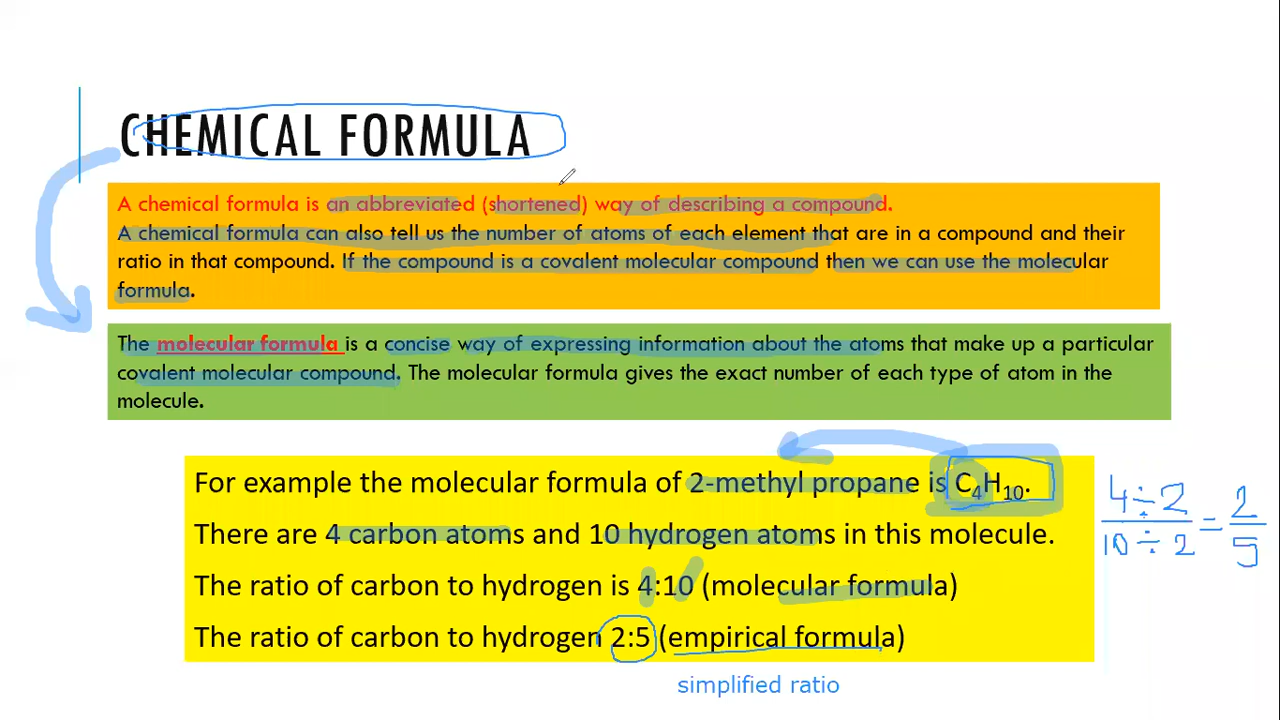 CHEMICAL FORMULA
A chemical formula is an abbreviated (shortened) way of describing a compound.
A chemical formula can also tell us the number of atoms of each element that are in a compound and their
ratio in that compound. If the compound is a covalent molecular compound then we can use the molecular
formula.
The molecular formula is a concise way of expressing information about the atoms that make up a particular
covalent molecular compound. The molecular formula gives the exact number of each type of atom in the
molecule.
For example the molecular formula of 2-methyl propane is C₄H₁₀.
There are 4 carbon atoms and 10 hydrogen atoms in this molecule.
The ratio of carbon to hydrogen is 4:10 (molecular formula)
The ratio of carbon to hydrogen 2:5 (empirical formula)
simplified ratio
4÷2 2
— = —
10÷2 5